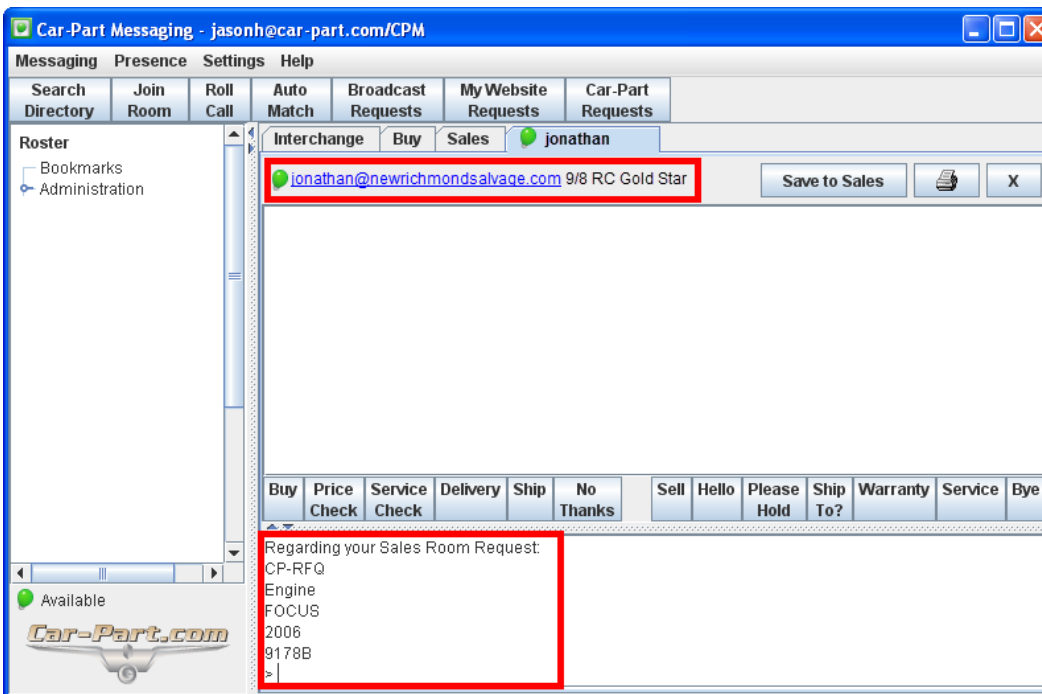 Car-Part Messaging - jasonh@car-part.com/CPM
Messaging Presence Settings Help
Search Directory
Join Room
Roll Call
Auto Match
Broadcast Requests
My Website Requests
Car-Part Requests
Roster
Bookmarks
Administration
Available
Car-Part.com
Interchange Buy Sales jonathan
jonathan@newrichmondsalvage.com 9/8 RC Gold Star
Save to Sales
X
Buy
Price Check
Service Check
Delivery
Ship
No Thanks
Sell
Hello
Please Hold
Ship To?
Warranty
Service
Bye
Regarding your Sales Room Request:
CP-RFQ
Engine
FOCUS
2006
9178B
>